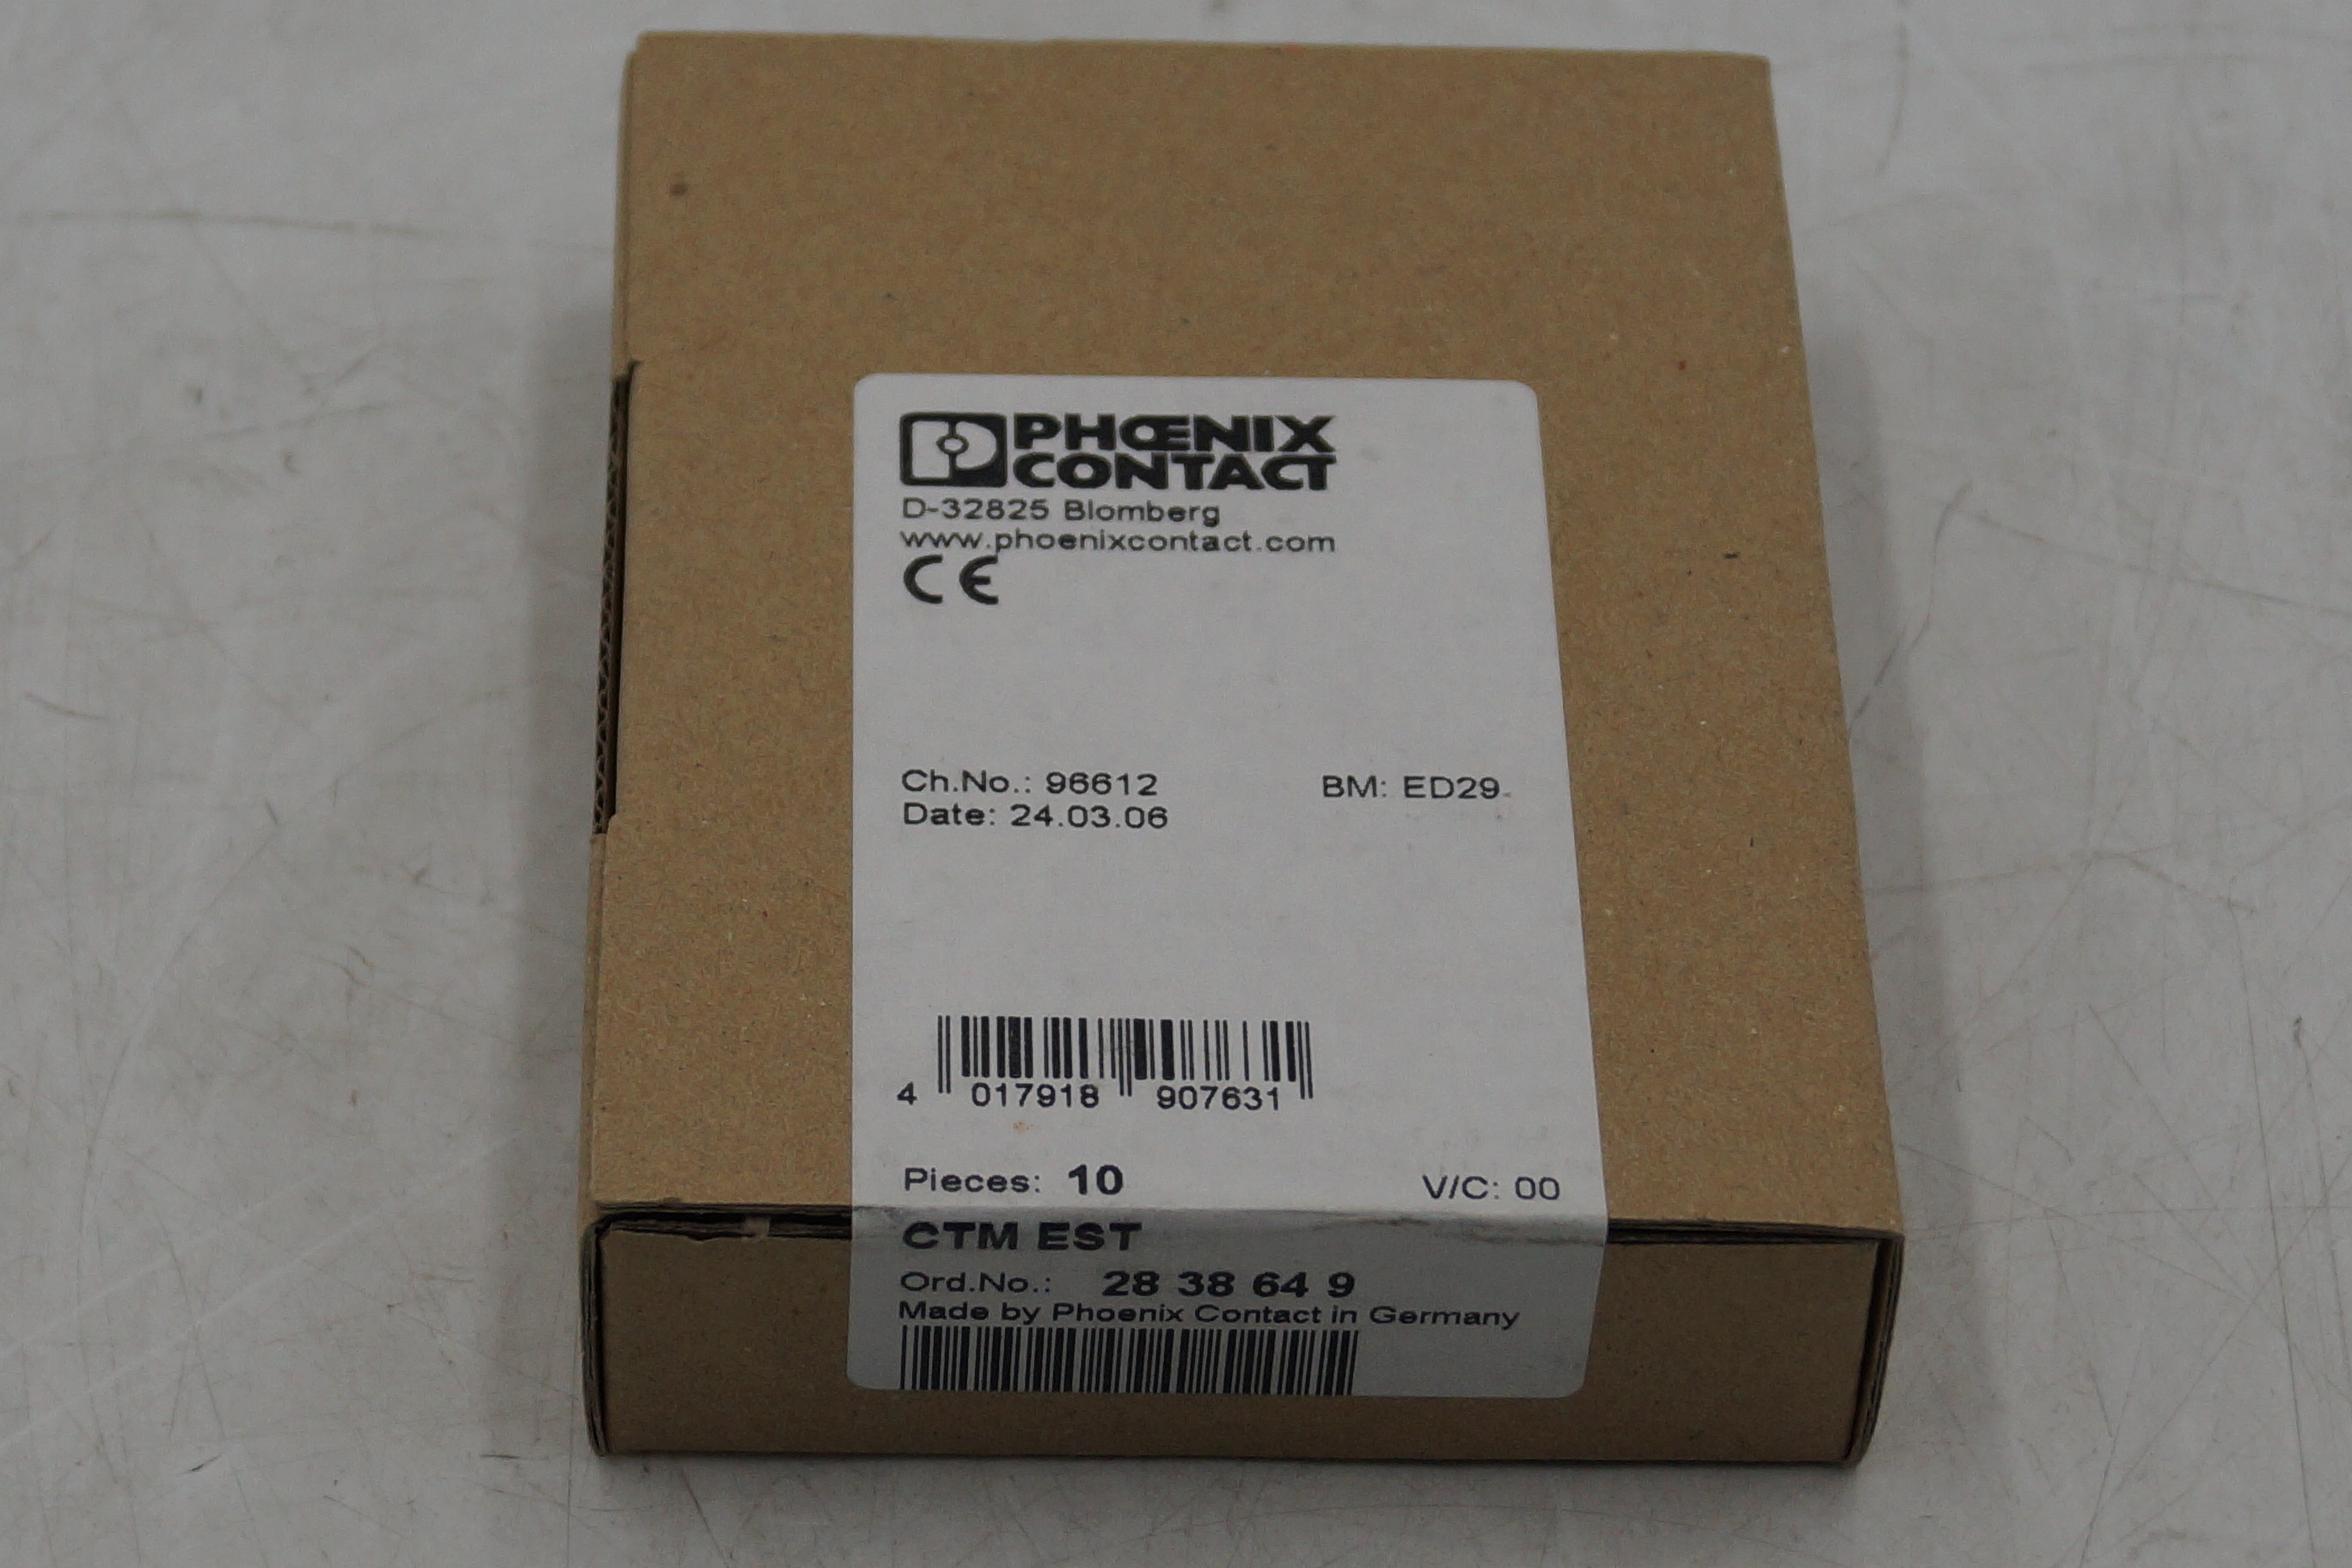 PHŒNIX
CONTACT
D-32825 Blomberg
www.phoenixcontact.com
CE
Ch.No.: 96612 BM: ED29
Date: 24.03.06
4 017918 907631
Pieces: 10 V/C: 00
CTM EST
Ord.No.: 28 38 64 9
Made by Phoenix Contact in Germany